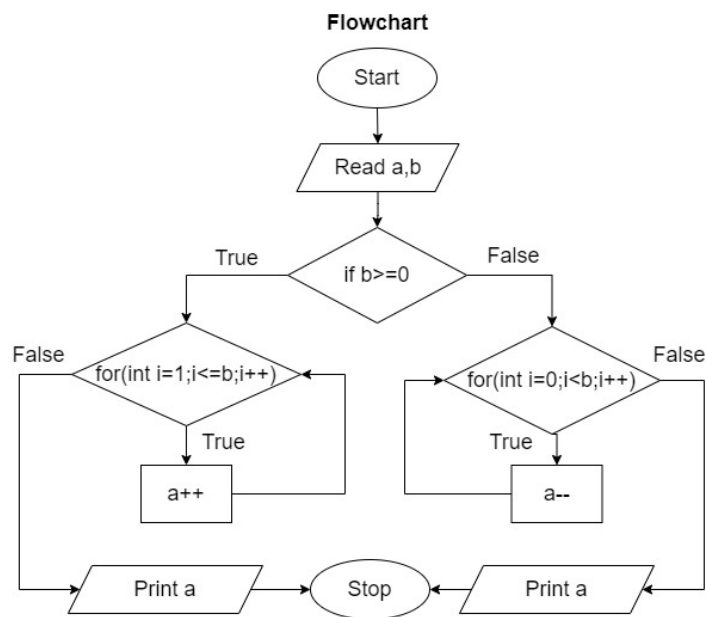 Flowchart
Start
Read a,b
True
if b>=0
False
False
for(int i=1;i<=b;i++)
for(int i=0;i<b;i++)
False
True
True
a++
a--
Print a
Stop
Print a